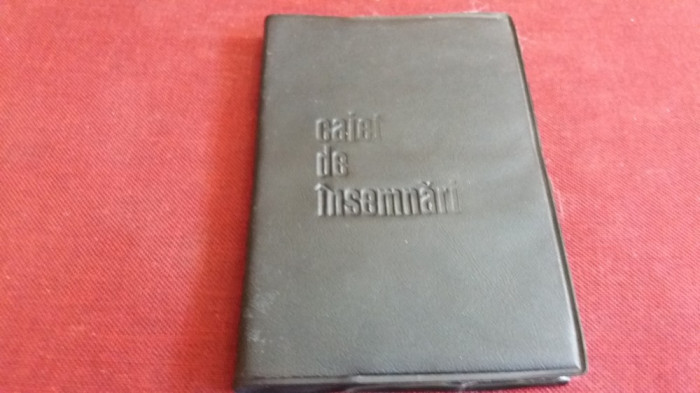 caiet
de
însemnări